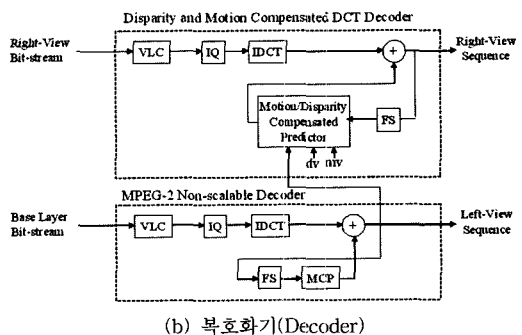 Disparity and Motion Compensated DCT Decoder
Right-View
Bit-stream
VLC
IQ
IDCT
+
Right-View
Sequence
Motion/Disparity
Compensated
Predictor
FS
dv
mv
MPEG-2 Non-scalable Decoder
Base Layer
Bit-stream
VLC
IQ
IDCT
+
Left-View
Sequence
FS
MCP
(b) 복호화기(Decoder)